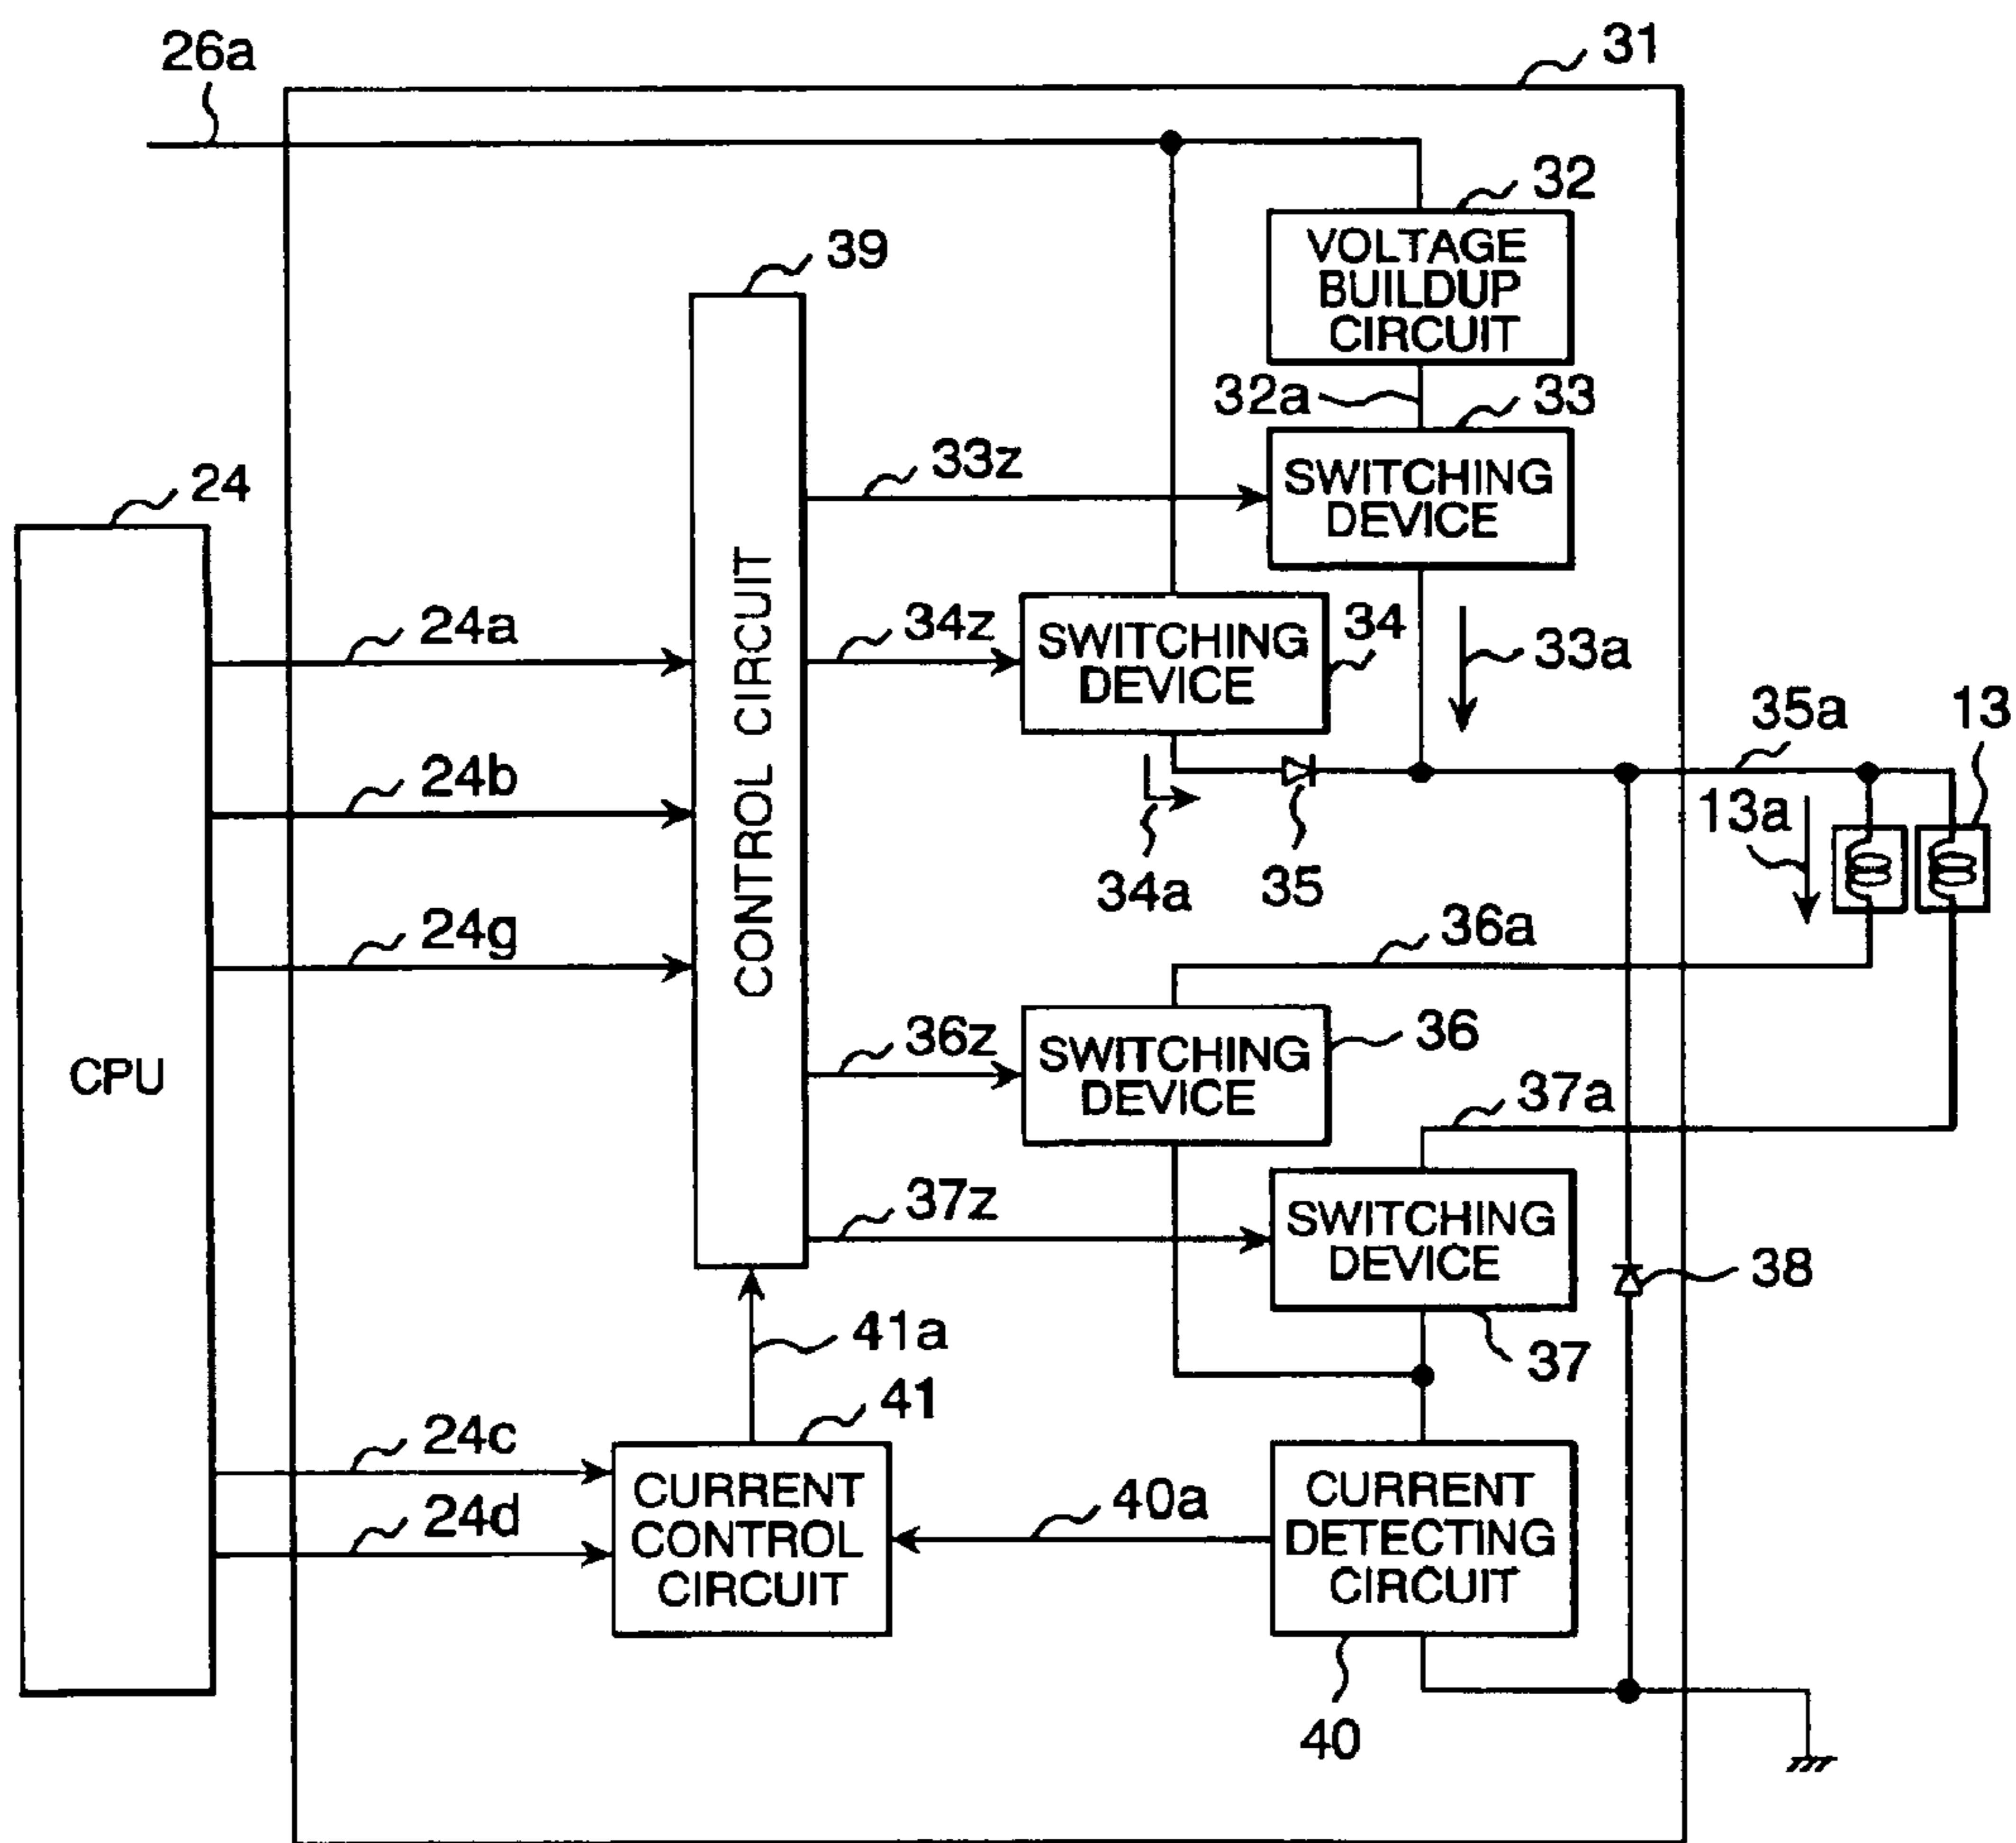 26a
31
32
VOLTAGE
BUILDUP
CIRCUIT
39
32a
33
33z
SWITCHING
DEVICE
24
CONTROL CIRCUIT
24a
34z
SWITCHING
DEVICE
34
33a
35a
13
24b
34a
35
13a
24g
36a
CPU
36z
SWITCHING
DEVICE
36
37a
37z
SWITCHING
DEVICE
38
37
41a
41
24c
24d
CURRENT
CONTROL
CIRCUIT
40a
CURRENT
DETECTING
CIRCUIT
40